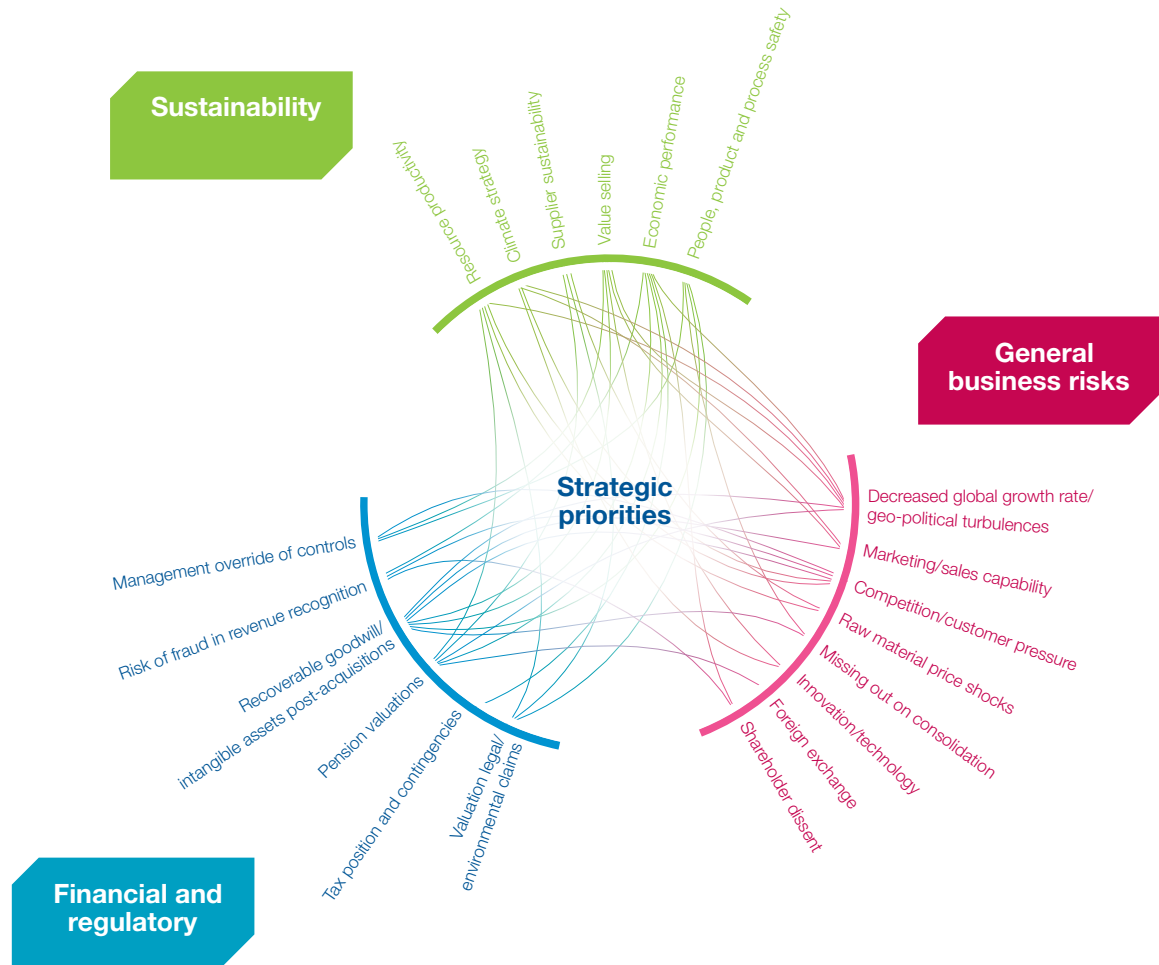 Sustainability
Resource productivity
Climate strategy
Supplier sustainability
Value selling
Economic performance
People, product and process safety
General
business risks
Strategic
priorities
Decreased global growth rate/
geo-political turbulences
Marketing/sales capability
Competition/customer pressure
Raw material price shocks
Missing out on consolidation
Innovation/technology
Foreign exchange
Shareholder dissent
Management override of controls
Risk of fraud in revenue recognition
Recoverable goodwill/
intangible assets post-acquisitions
Pension valuations
Tax position and contingencies
Valuation legal/
environmental claims
Financial and
regulatory